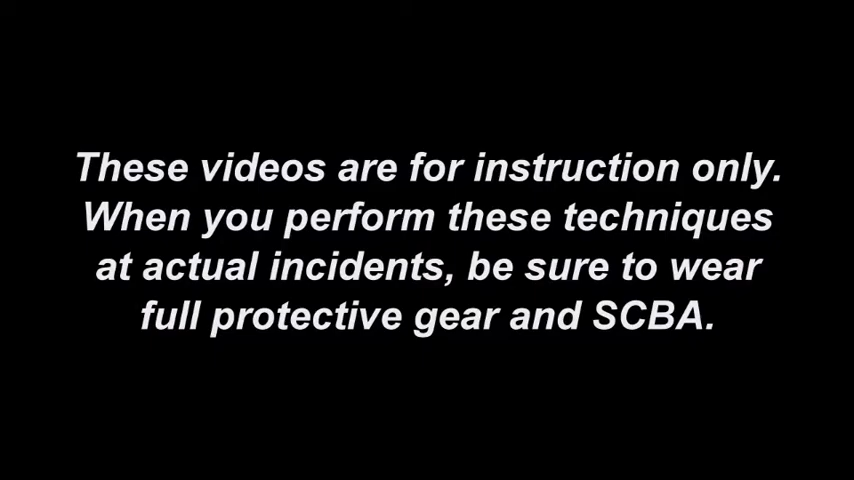 These videos are for instruction only.
When you perform these techniques
at actual incidents, be sure to wear
full protective gear and SCBA.